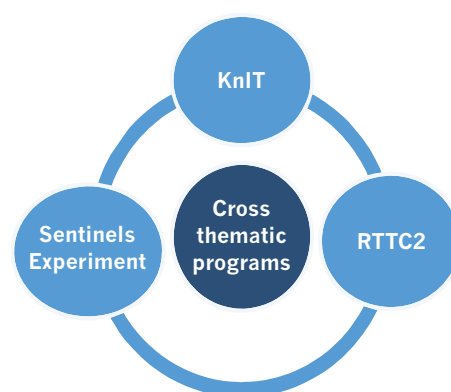 KnIT
Cross
thematic
programs
Sentinels
Experiment
RTTC2